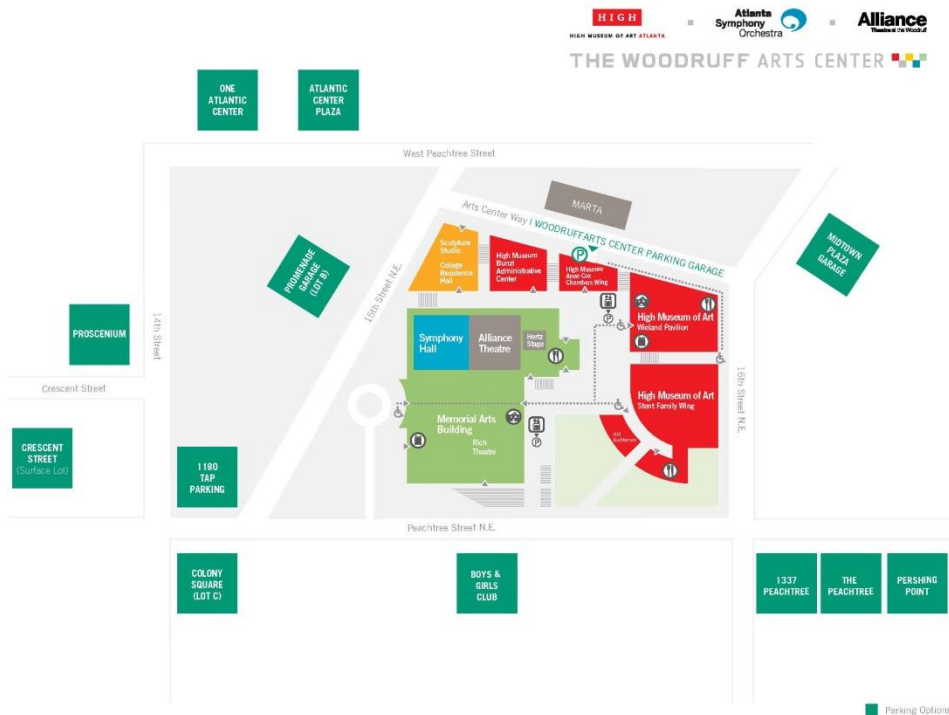 HIGH
HIGH MUSEUM OF ART ATLANTA
Atlanta
Symphony
Orchestra
Alliance
Theatre at the Woodruff
THE WOODRUFF ARTS CENTER
ONE
ATLANTIC
CENTER
ATLANTIC
CENTER
PLAZA
West Peachtree Street
MARTA
Arts Center Way | WOODRUFFARTS CENTER PARKING GARAGE
P
MIDTOWN
PLAZA
GARAGE
PROMENADE
GARAGE
(LOT B)
15th Street N.E.
Sculpture
Studio
College
Residence
Hall
High Museum
Bunzl
Administrative
Center
High Museum
Anne Cox
Chambers Wing
High Museum of Art
Wieland Pavilion
P
PROSCENIUM
14th Street
Symphony
Hall
Alliance
Theatre
Hertz
Stage
Crescent Street
16th Street N.E.
High Museum of Art
Stent Family Wing
Memorial Arts
Building
Rich
Theatre
P
Hill
Auditorium
CRESCENT
STREET
(Surface Lot)
1180
TAP
PARKING
Peachtree Street N.E.
COLONY
SQUARE
(LOT C)
BOYS &
GIRLS
CLUB
1337
PEACHTREE
THE
PEACHTREE
PERSHING
POINT
Parking Options